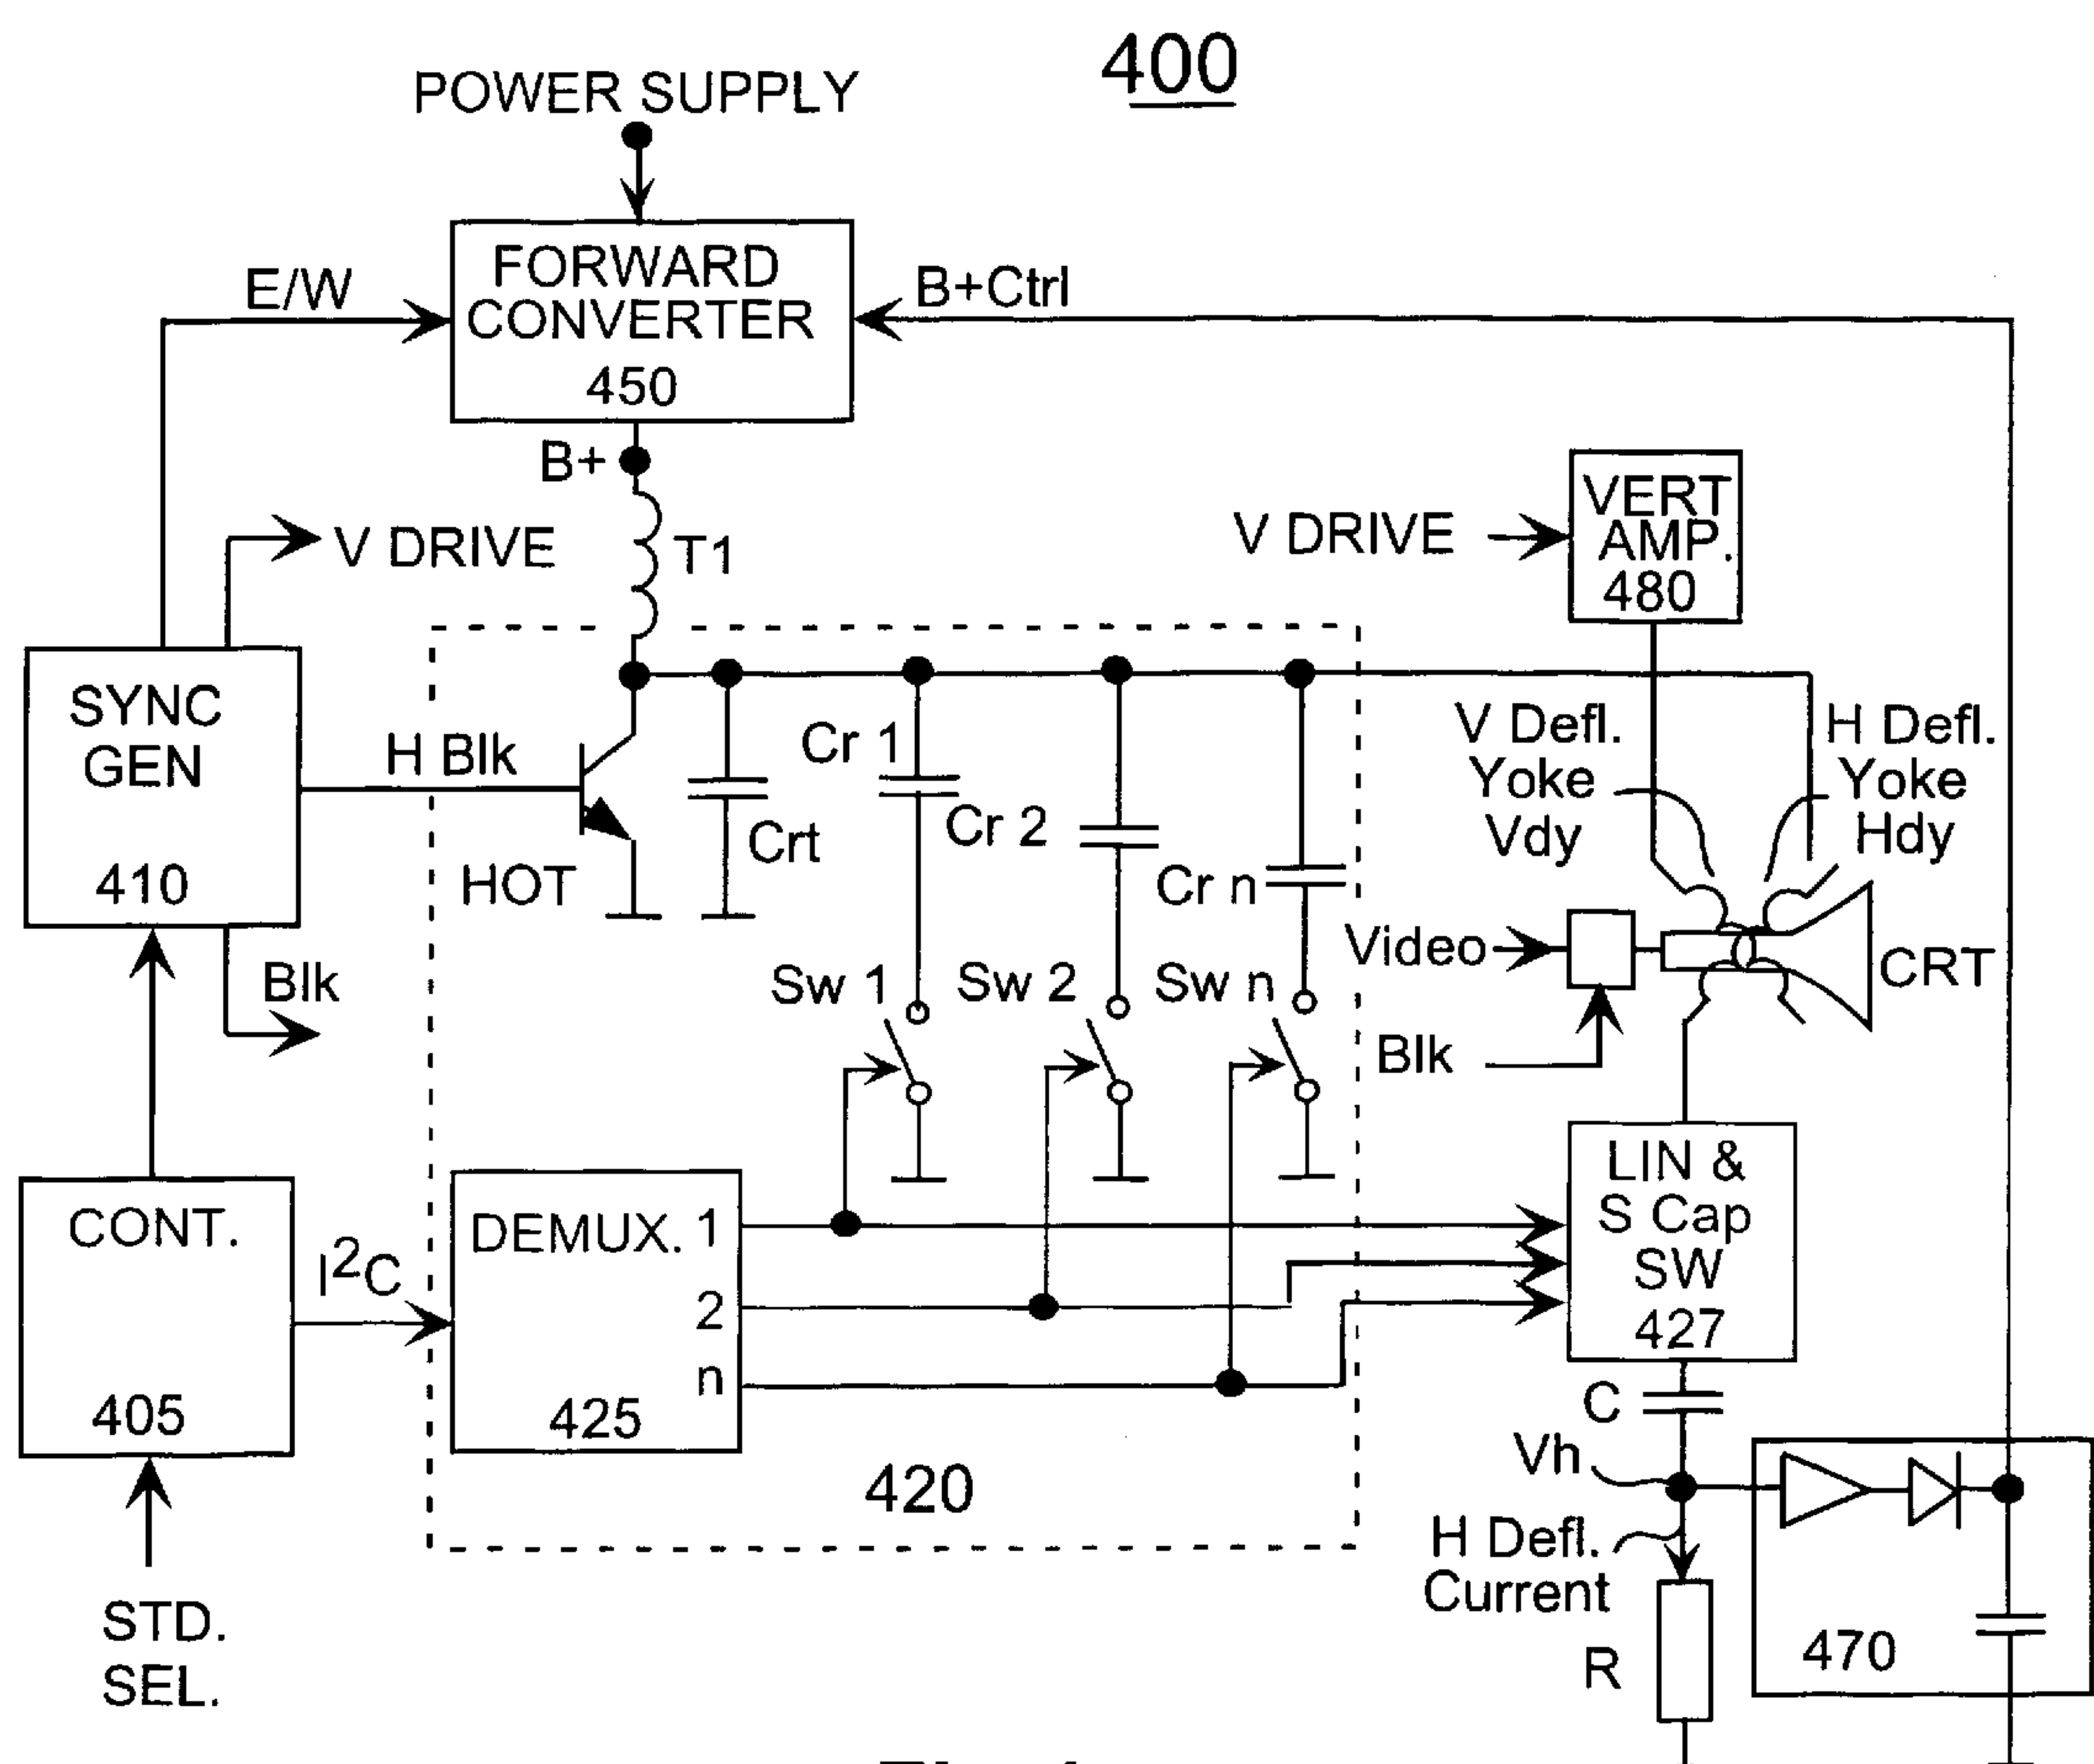 400
POWER SUPPLY
FORWARD
CONVERTER
450
E/W
B+Ctrl
B+
T1
V DRIVE
V DRIVE
VERT
AMP.
480
SYNC
GEN
410
H Blk
HOT
Crt
Cr 1
Cr 2
Cr n
V Defl.
Yoke
Vdy
H Defl.
Yoke
Hdy
Video
CRT
Blk
Blk
Sw 1
Sw 2
Sw n
CONT.
405
I²C
DEMUX.
1
2
n
425
420
LIN &
S Cap
SW
427
C
Vh
H Defl.
Current
R
470
STD.
SEL.